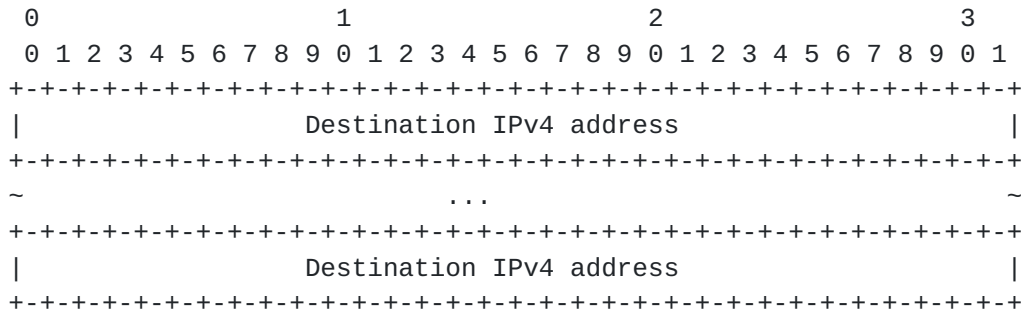 0                   1                   2                   3
 0 1 2 3 4 5 6 7 8 9 0 1 2 3 4 5 6 7 8 9 0 1 2 3 4 5 6 7 8 9 0 1
+-+-+-+-+-+-+-+-+-+-+-+-+-+-+-+-+-+-+-+-+-+-+-+-+-+-+-+-+-+-+-+-+
|                  Destination IPv4 address                     |
+-+-+-+-+-+-+-+-+-+-+-+-+-+-+-+-+-+-+-+-+-+-+-+-+-+-+-+-+-+-+-+-+
~                           ...                                 ~
+-+-+-+-+-+-+-+-+-+-+-+-+-+-+-+-+-+-+-+-+-+-+-+-+-+-+-+-+-+-+-+-+
|                  Destination IPv4 address                     |
+-+-+-+-+-+-+-+-+-+-+-+-+-+-+-+-+-+-+-+-+-+-+-+-+-+-+-+-+-+-+-+-+